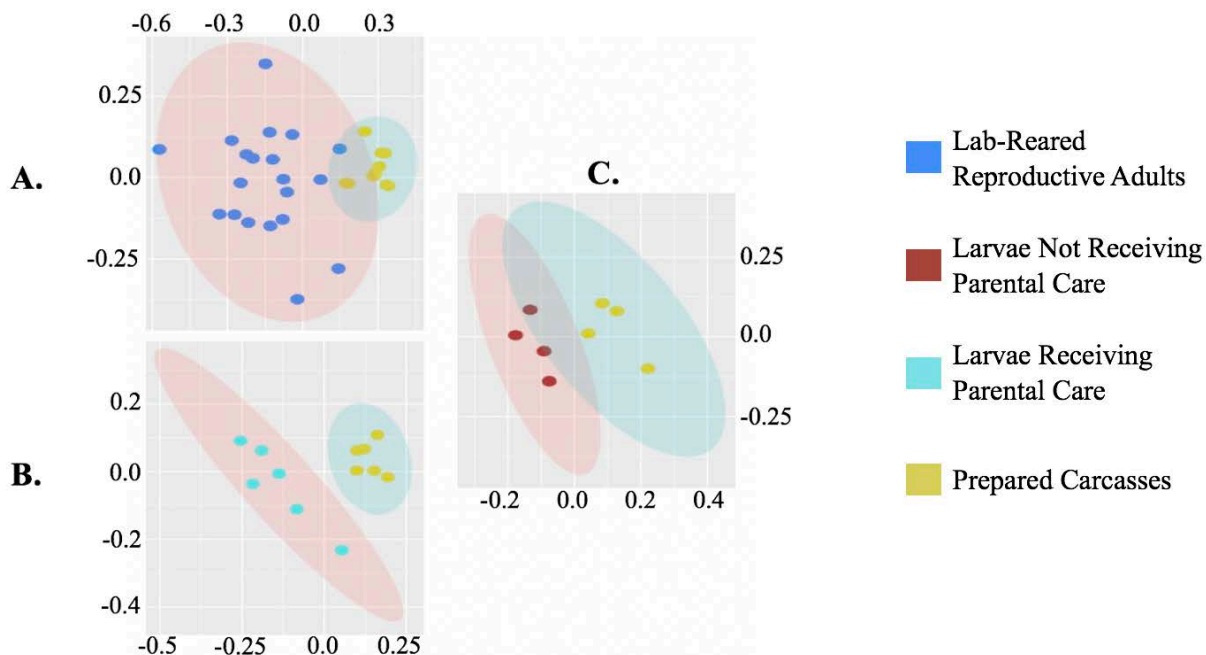 -0.6 -0.3 0.0 0.3
0.25
A.
0.0
-0.25
0.2
B.
0.0
-0.2
-0.4
-0.5 -0.25 0.0 0.25
C.
0.25
0.0
-0.25
-0.2 0.0 0.2 0.4
Lab-Reared
Reproductive Adults
Larvae Not Receiving
Parental Care
Larvae Receiving
Parental Care
Prepared Carcasses